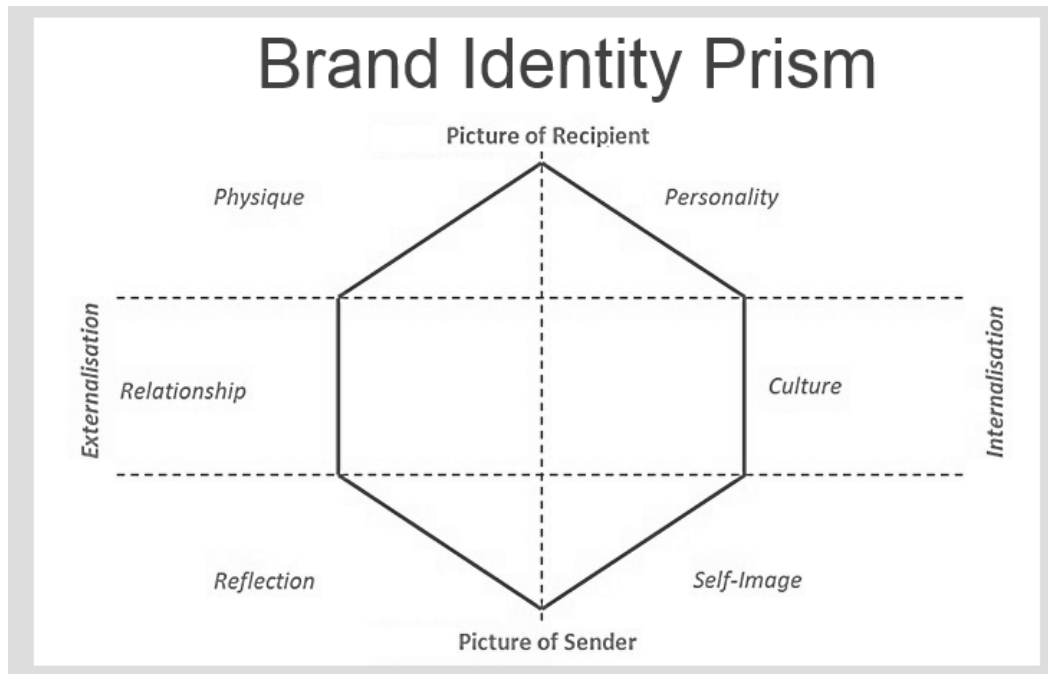 Brand Identity Prism
Picture of Recipient
Physique
Personality
Externalisation
Relationship
Culture
Internalisation
Reflection
Self-Image
Picture of Sender